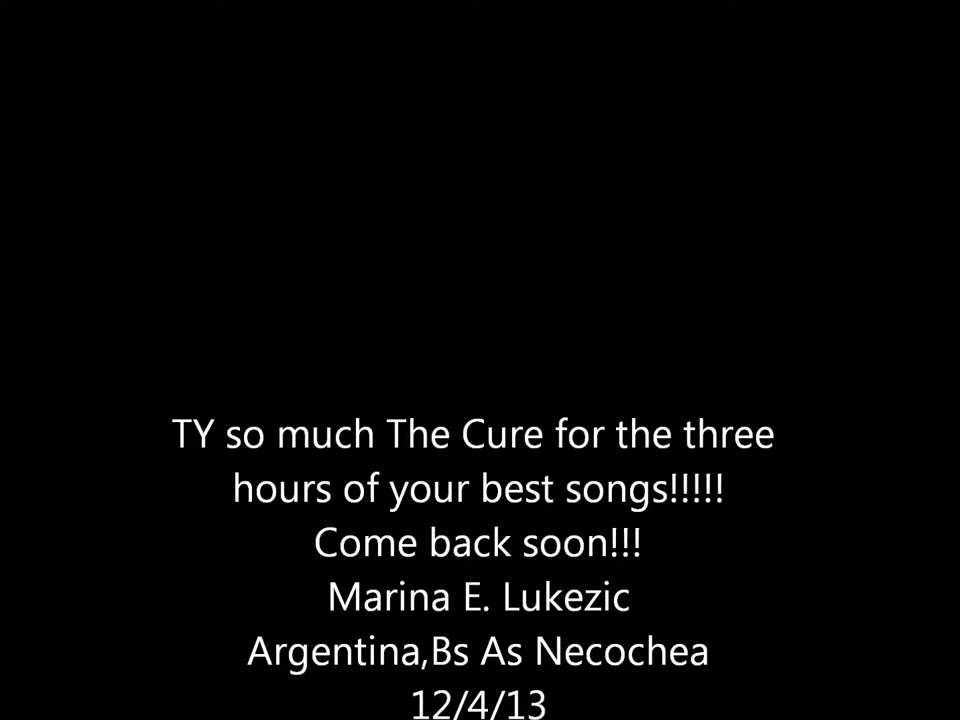 TY so much The Cure for the three
hours of your best songs!!!!!
Come back soon!!!
Marina E. Lukezic
Argentina,Bs As Necochea
12/4/13